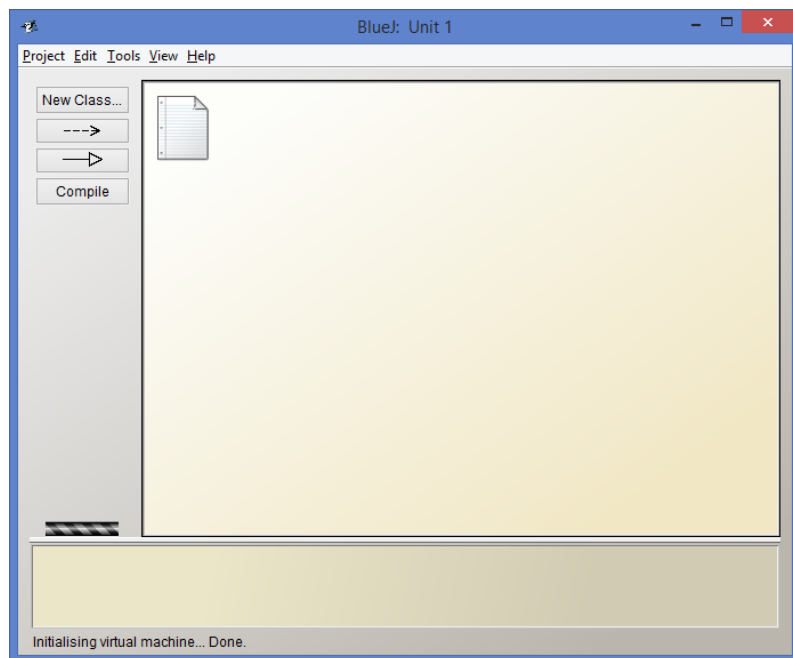 BlueJ: Unit 1
Project Edit Tools View Help
New Class...
Compile
Initialising virtual machine... Done.